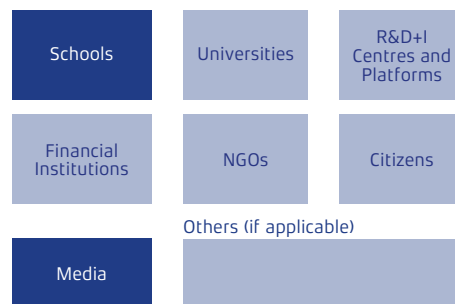 Schools
Universities
R&D+I
Centres and
Platforms
Financial
Institutions
NGOs
Citizens
Others (if applicable)
Media